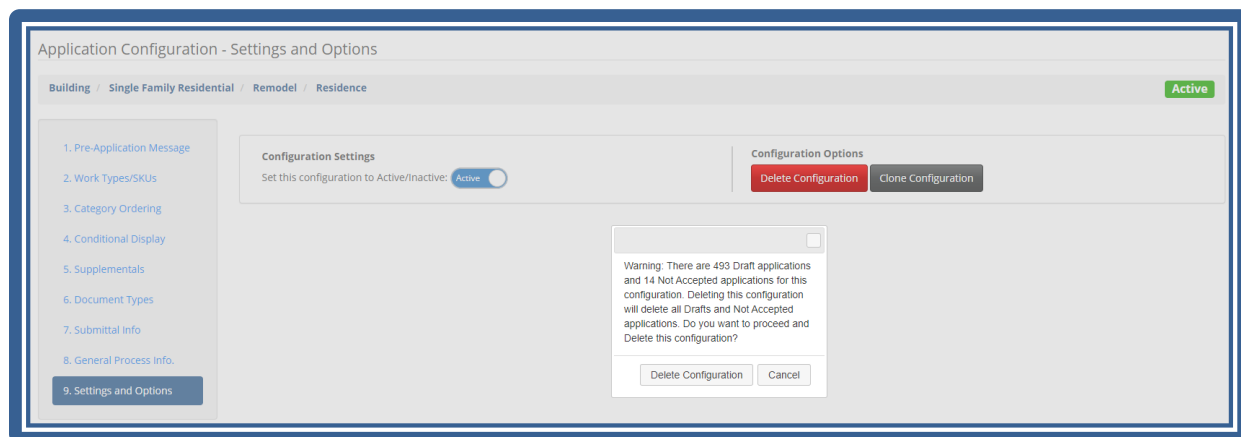 Application Configuration - Settings and Options
Building / Single Family Residential / Remodel / Residence
Active
1. Pre-Application Message
2. Work Types/SKUs
3. Category Ordering
4. Conditional Display
5. Supplementals
6. Document Types
7. Submittal Info
8. General Process Info.
9. Settings and Options
Configuration Settings
Set this configuration to Active/Inactive: Active
Configuration Options
Delete Configuration Clone Configuration
Warning: There are 493 Draft applications
and 14 Not Accepted applications for this
configuration. Deleting this configuration
will delete all Drafts and Not Accepted
applications. Do you want to proceed and
Delete this configuration?
Delete Configuration Cancel